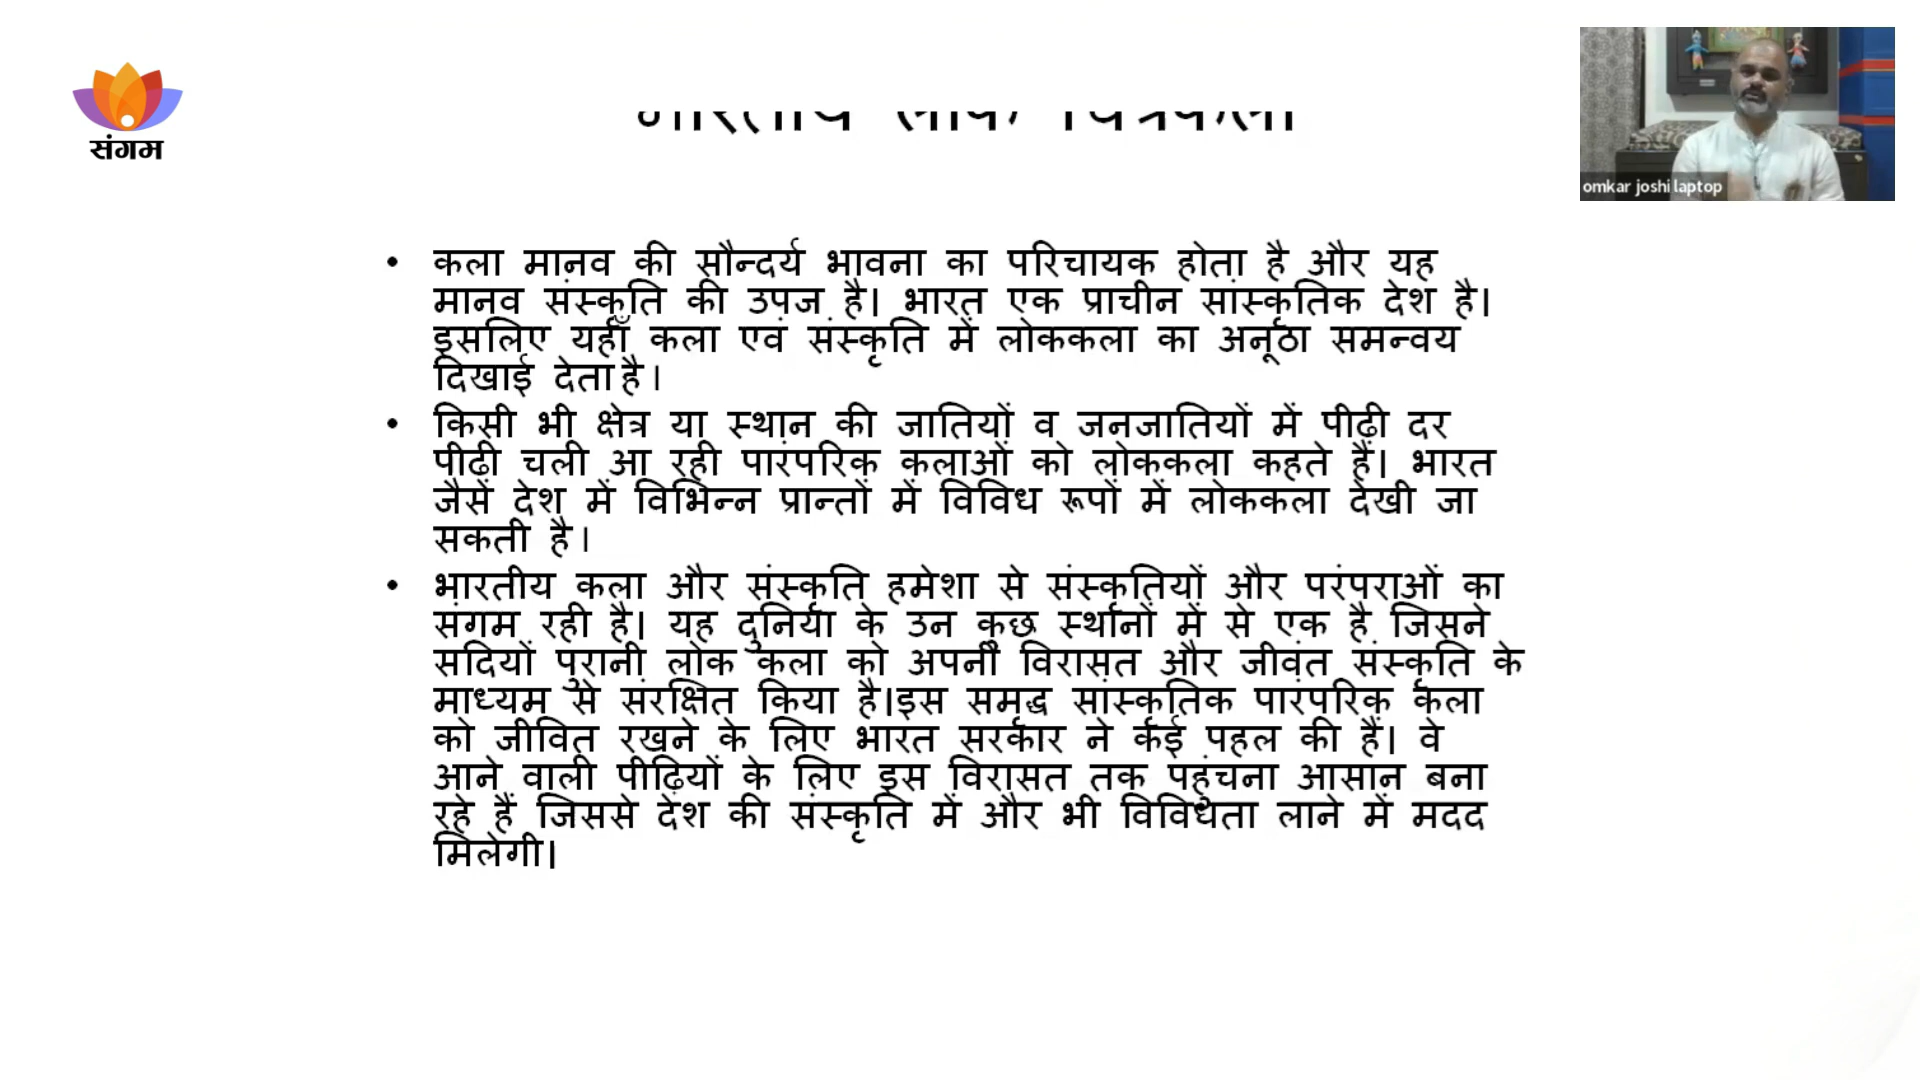 संगम
omkar joshi laptop
• कला मानव की सौन्दर्य भावना का परिचायक होता है और यह
मानव संस्कृति की उपज है। भारत एक प्राचीन सांस्कृतिक देश है।
इसलिए यहाँ कला एवं संस्कृति में लोककला का अनूठा समन्वय
दिखाई देता है।
• किसी भी क्षेत्र या स्थान की जातियों व जनजातियों में पीढ़ी दर
पीढ़ी चली आ रही पारंपरिक कलाओं को लोककला कहते हैं। भारत
जैसें देश में विभिन्न प्रान्तों में विविध रूपों में लोककला देखी जा
सकती है।
• भारतीय कला और संस्कृति हमेशा से संस्कृतियों और परंपराओं का
संगम रही है। यह दुनिया के उन कुछ स्थानों में से एक है जिसने
सदियों पुरानी लोक कला को अपनी विरासत और जीवंत संस्कृति के
माध्यम से संरक्षित किया है।इस समृद्ध सांस्कृतिक पारंपरिक कला
को जीवित रखने के लिए भारत सरकार ने कई पहल की हैं। वे
आने वाली पीढ़ियों के लिए इस विरासत तक पहुंचना आसान बना
रहे हैं जिससे देश की संस्कृति में और भी विविधता लाने में मदद
मिलेगी।